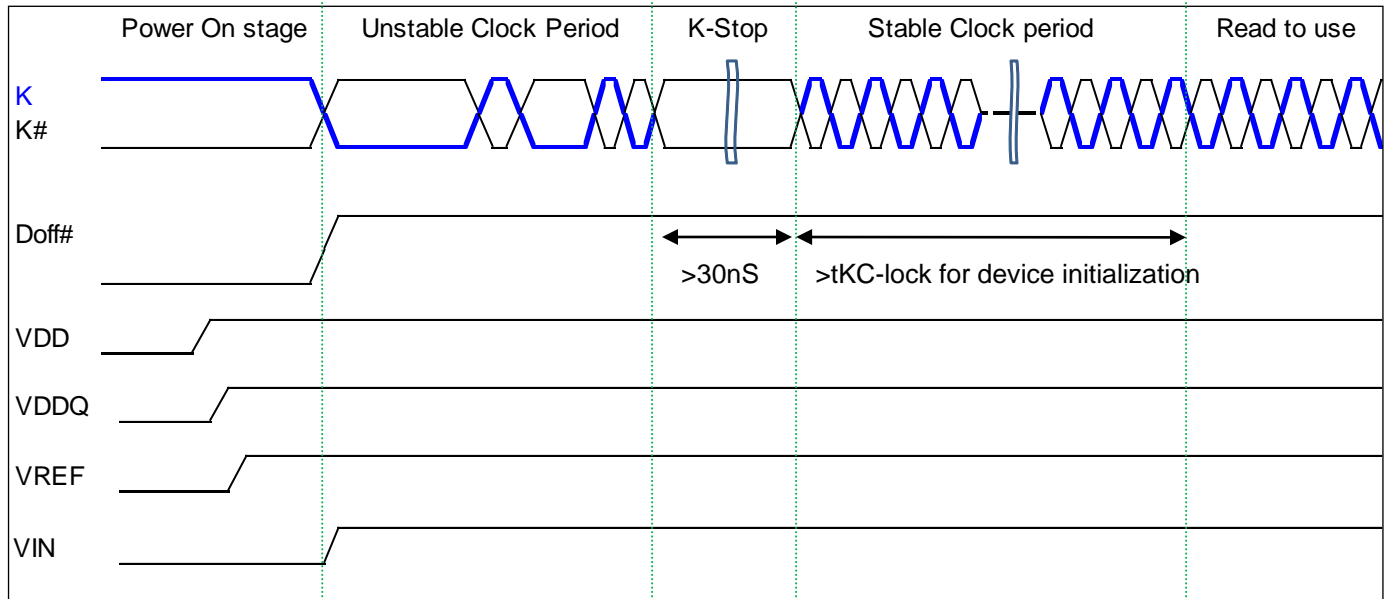 Power On stage Unstable Clock Period K-Stop Stable Clock period Read to use
K
K#
Doff#
>30nS >tKC-lock for device initialization
VDD
VDDQ
VREF
VIN